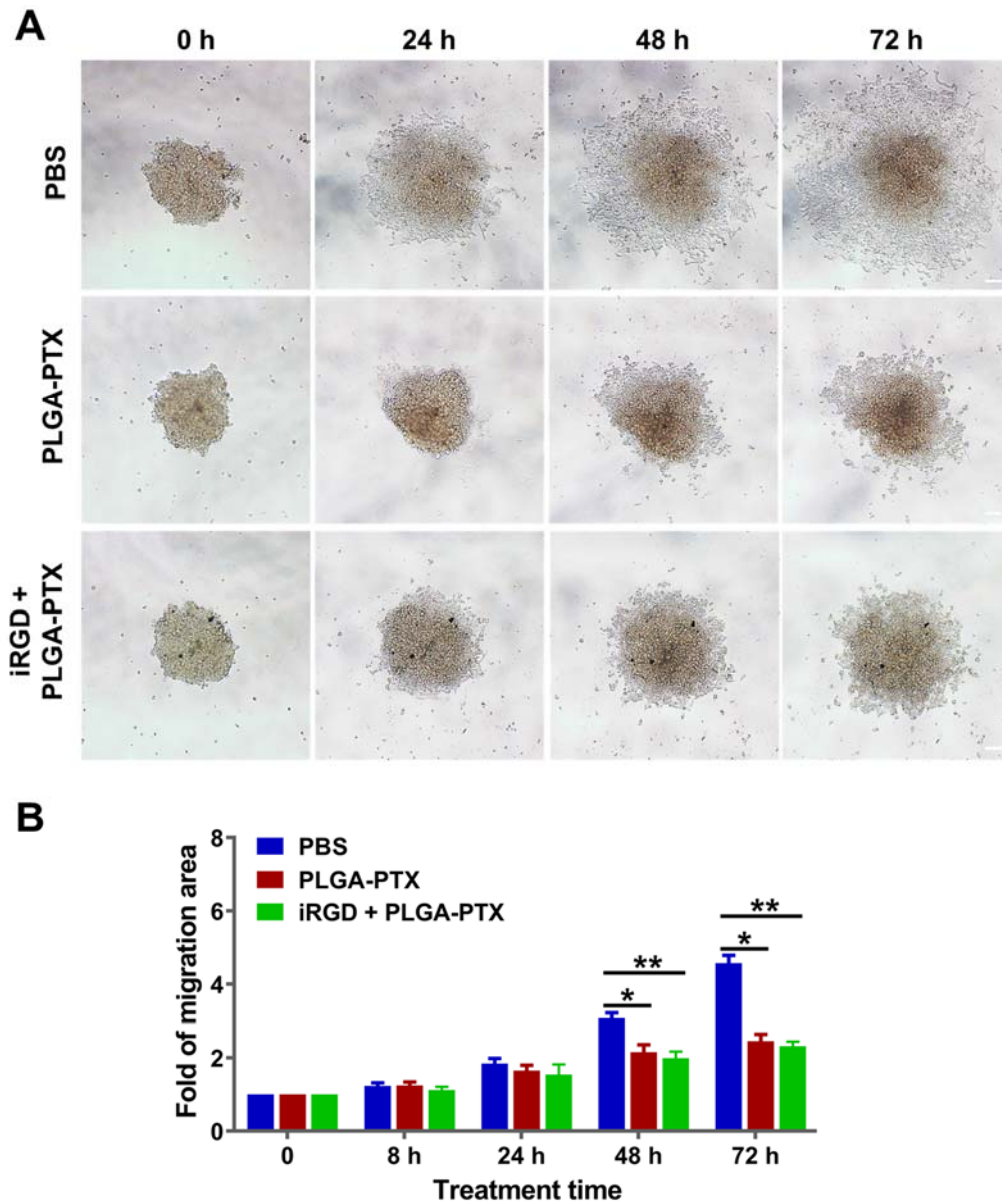 A
0 h 24 h 48 h 72 h
PBS
PLGA-PTX
iRGD +
PLGA-PTX
B
8
6
4
2
0
Fold of migration area
PBS
PLGA-PTX
iRGD + PLGA-PTX
**
*
**
*
0 8 h 24 h 48 h 72 h
Treatment time